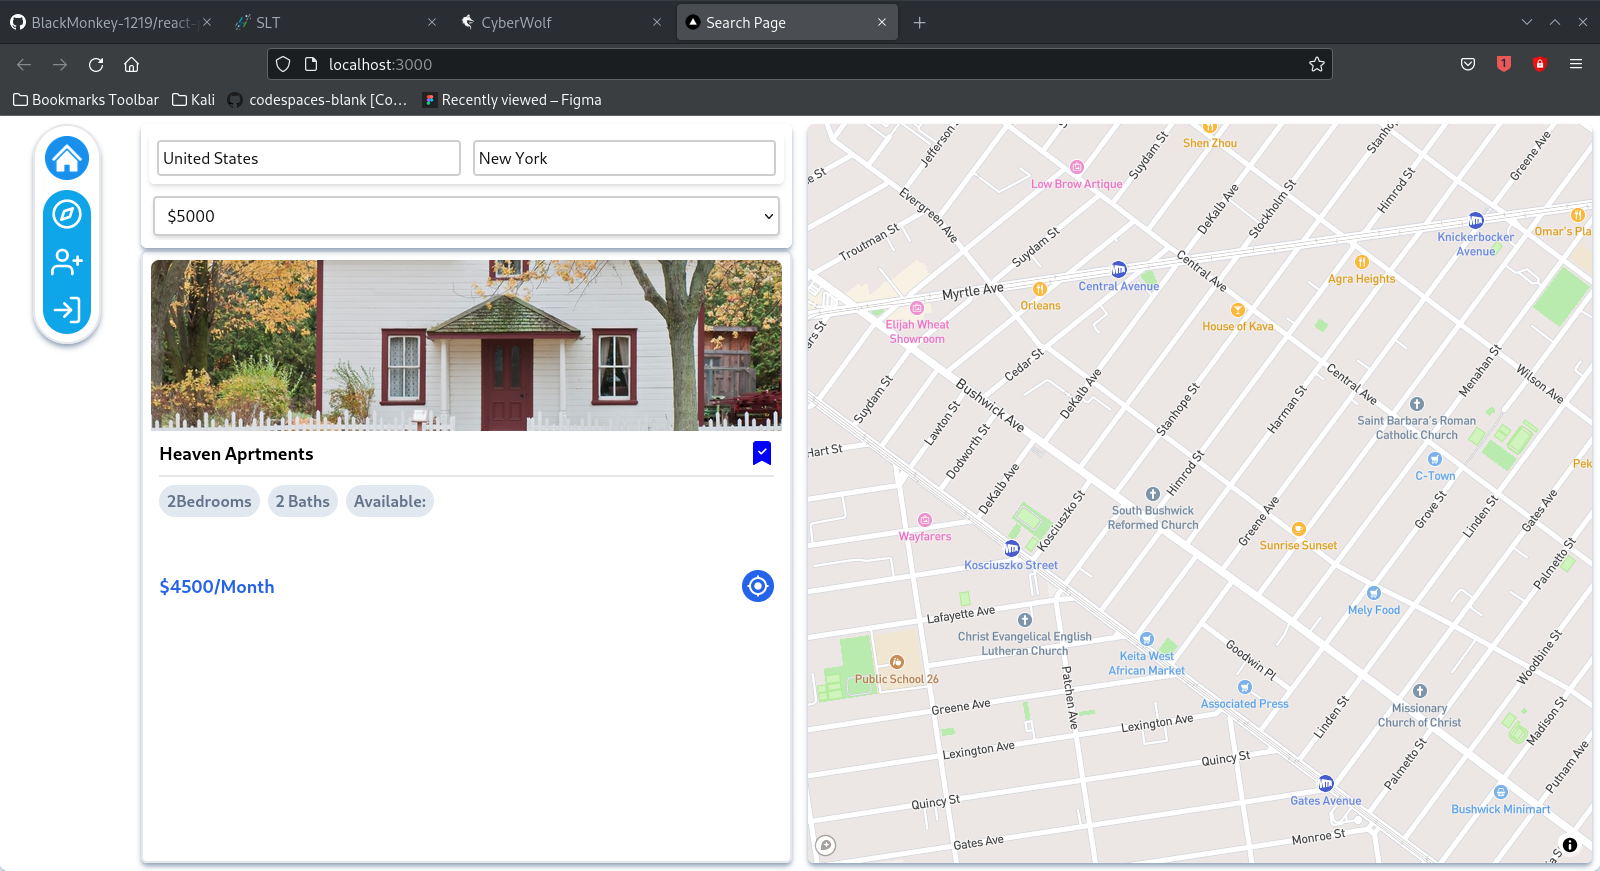 BlackMonkey-1219/react-
SLT
CyberWolf
Search Page
localhost:3000
1
Bookmarks Toolbar
Kali
codespaces-blank [Co...
Recently viewed – Figma
United States
New York
$5000
Heaven Aprtments
2Bedrooms
2 Baths
Available:
$4500/Month
Jefferson St
Shen Zhou
Low Brow Artique
Suydam St
Stanho
Greene Ave
e St
Evergreen Ave
DeKalb Ave
Stockholm St
Himrod St
Troutman St
Suydam St
Knickerbocker
Avenue
Omar's Pla
Central Ave
Central Avenue
Agra Heights
Myrtle Ave
Orleans
House of Kava
Elijah Wheat
Showroom
ars St
Cedar St
Menahan St
Wilson Ave
Suydam St
Bushwick Ave
DeKalb Ave
Central Ave
Stanhope St
Harman St
Lawton St
Saint Barbara's Roman
Catholic Church
Hart St
Dodworth St
Himrod St
C-Town
Pek
DeKalb Ave
Kosciuszko St
South Bushwick
Reformed Church
Greene Ave
Grove St
Linden St
Gates Ave
Wayfarers
Sunrise Sunset
Kosciuszko Street
Palmetto St
Lafayette Ave
Mely Food
Christ Evangelical English
Lutheran Church
Keita West
African Market
Goodwin Pl
Woodbine St
Public School 26
Patchen Ave
Associated Press
Greene Ave
Lexington Ave
Linden St
Missionary
Church of Christ
Madison St
Lexington Ave
Quincy St
Palmetto St
Putnam Ave
Gates Avenue
Quincy St
Bushwick Minimart
Gates Ave
Monroe St